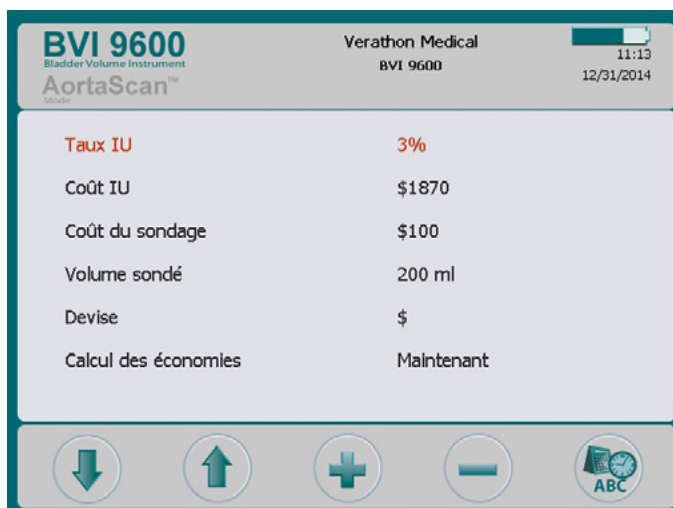 BVI 9600
Bladder Volume Instrument
AortaScan™
Mode
Verathon Medical
BVI 9600
11:13
12/31/2014
Taux IU 3%
Coût IU $1870
Coût du sondage $100
Volume sondé 200 ml
Devise $
Calcul des économies Maintenant
ABC